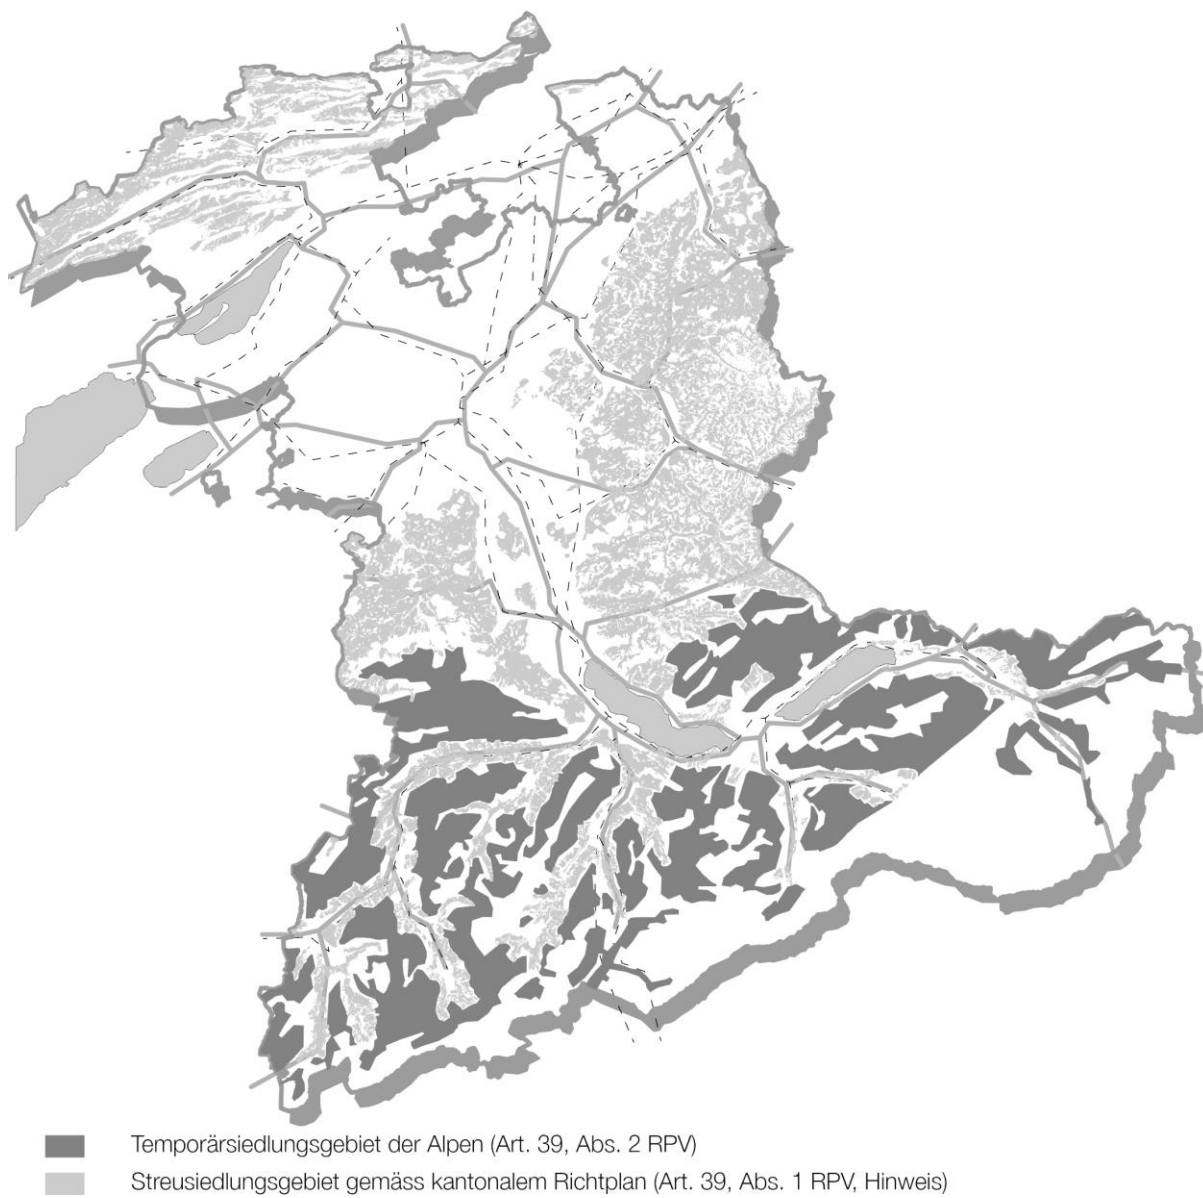 Temporärsiedlungsgebiet der Alpen (Art. 39, Abs. 2 RPV)
Streusiedlungsgebiet gemäss kantonalem Richtplan (Art. 39, Abs. 1 RPV, Hinweis)